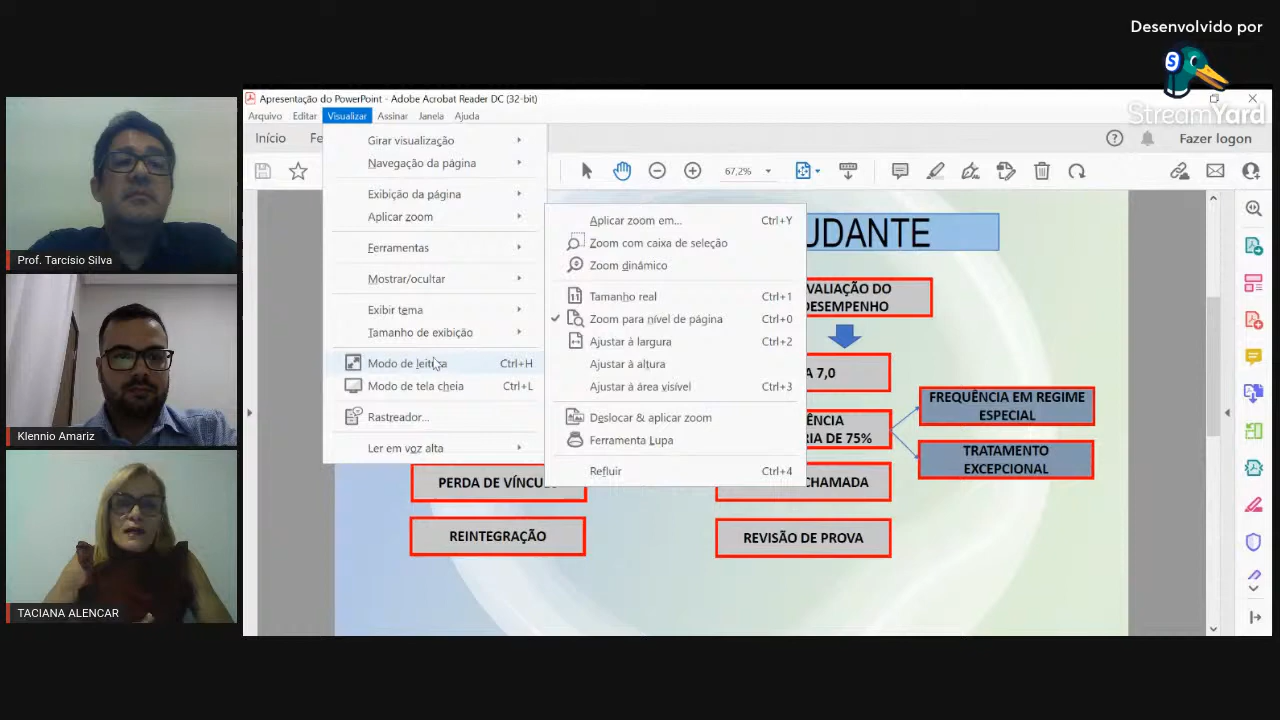 Desenvolvido por
StreamYard
Prof. Tarcísio Silva
Klennio Amariz
TACIANA ALENCAR
Apresentação do PowerPoint - Adobe Acrobat Reader DC (32-bit)
Arquivo Editar Visualizar Assinar Janela Ajuda
Início Fe
Fazer logon
67,2%
Girar visualização
Navegação da página
Exibição da página
Aplicar zoom
Ferramentas
Mostrar/ocultar
Exibir tema
Tamanho de exibição
Modo de leitura Ctrl+H
Modo de tela cheia Ctrl+L
Rastreador...
Ler em voz alta
Aplicar zoom em... Ctrl+Y
Zoom com caixa de seleção
Zoom dinâmico
Tamanho real Ctrl+1
Zoom para nível de página Ctrl+0
Ajustar à largura Ctrl+2
Ajustar à altura
Ajustar à área visível Ctrl+3
Deslocar & aplicar zoom
Ferramenta Lupa
Refluir Ctrl+4
UDANTE
VALIAÇÃO DO
DESEMPENHO
A 7,0
ÊNCIA
RIA DE 75%
FREQUÊNCIA EM REGIME
ESPECIAL
TRATAMENTO
EXCEPCIONAL
PERDA DE VÍNCUL
CHAMADA
REINTEGRAÇÃO
REVISÃO DE PROVA